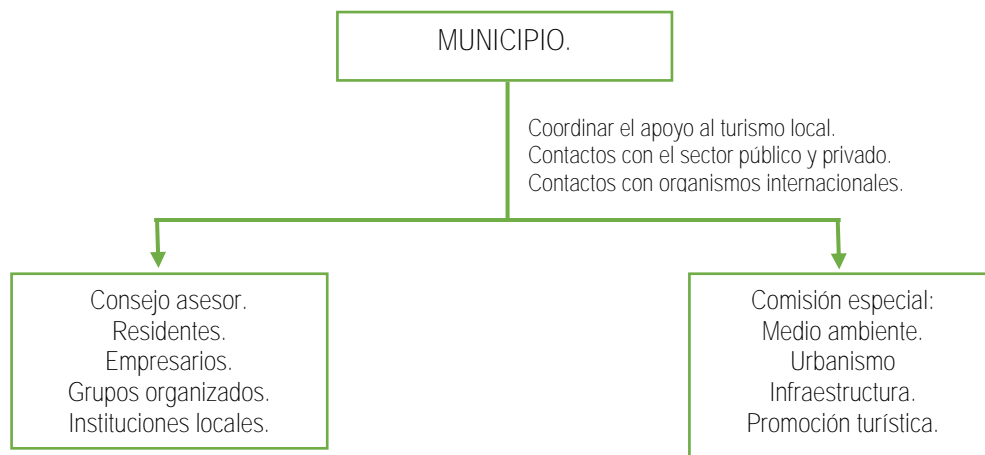 MUNICIPIO.
Coordinar el apoyo al turismo local.
Contactos con el sector público y privado.
Contactos con organismos internacionales.
Consejo asesor.
Residentes.
Empresarios.
Grupos organizados.
Instituciones locales.
Comisión especial:
Medio ambiente.
Urbanismo
Infraestructura.
Promoción turística.